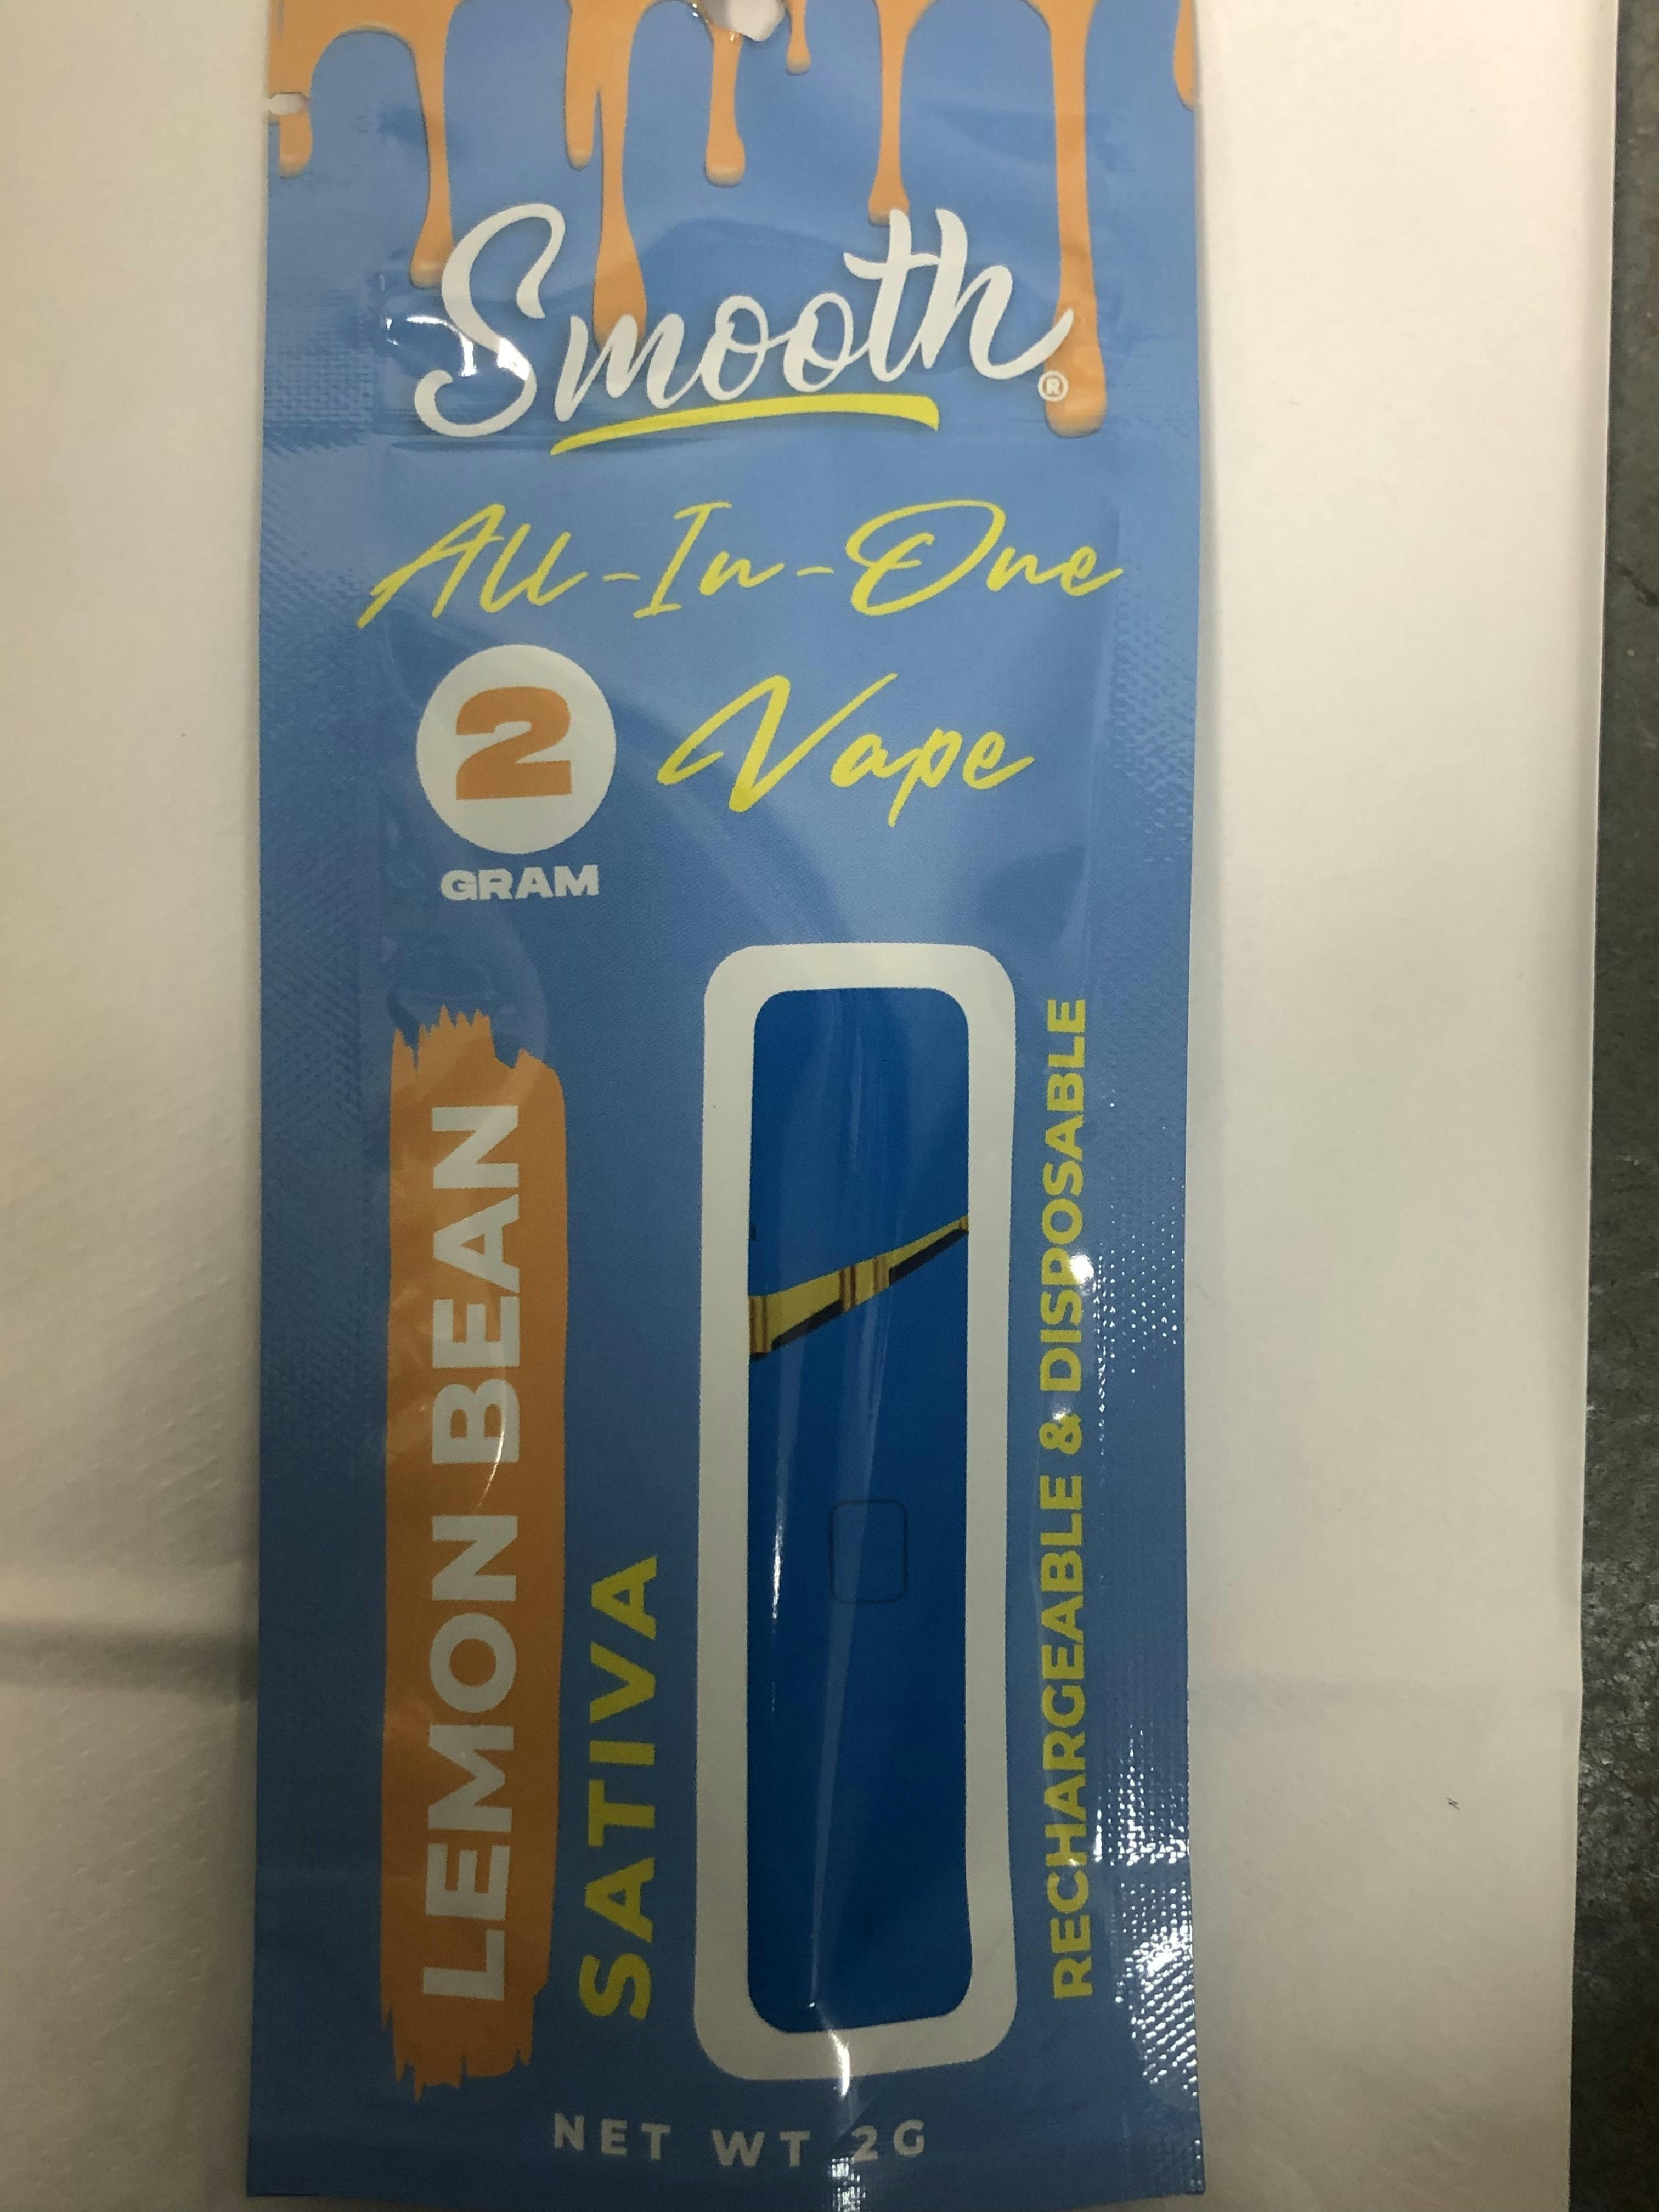 Smooth®
All-In-One
2 Vape
GRAM
LEMON BEAN
SATIVA
RECHARGEABLE & DISPOSABLE
NET WT 2G